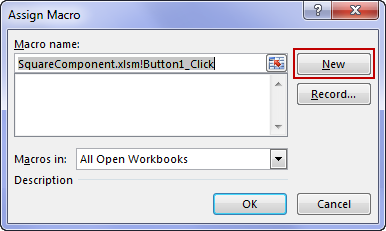 Assign Macro
Macro name:
SquareComponent.xlsm!Button1_Click
New
Record...
Macros in:
All Open Workbooks
Description
OK
Cancel